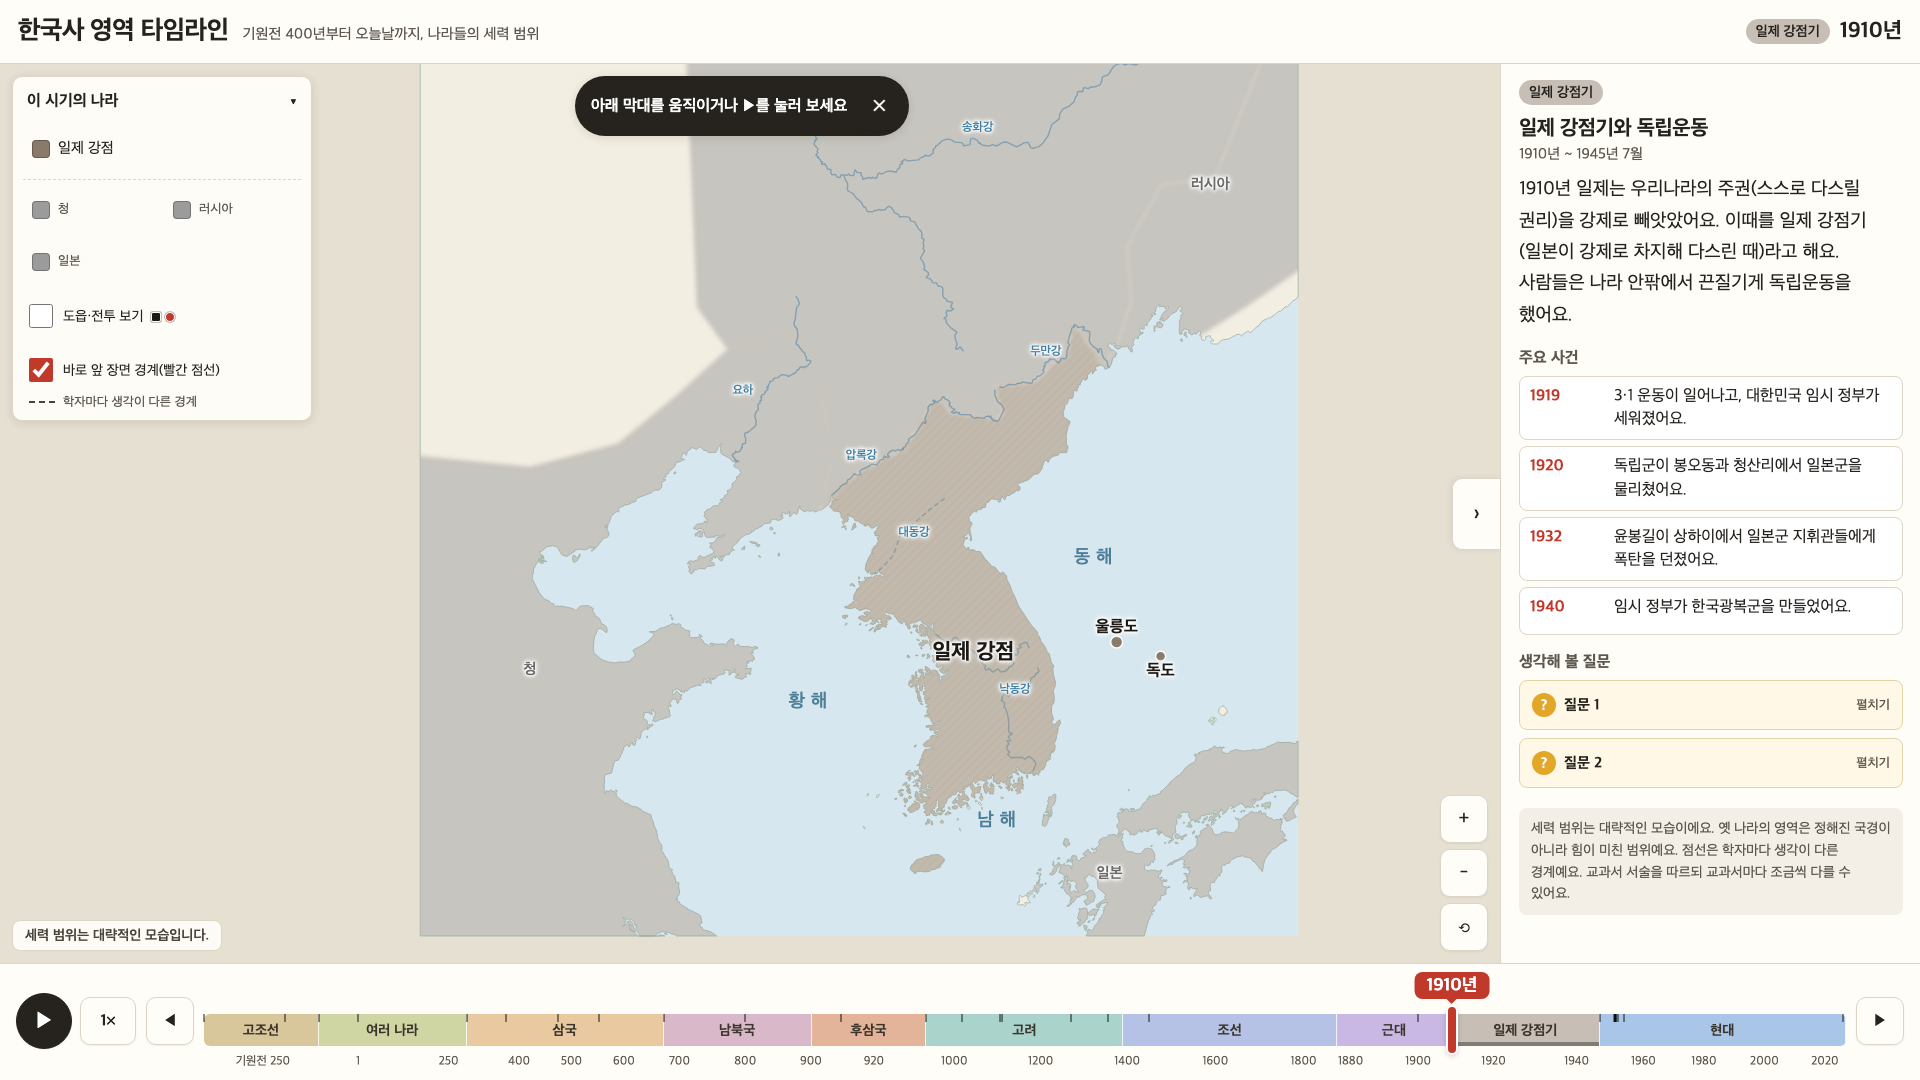 한국사 영역 타임라인
기원전 400년부터 오늘날까지, 나라들의 세력 범위
일제 강점기 1910년
이 시기의 나라 ▼
일제 강점
청 러시아
일본
도읍·전투 보기
바로 앞 장면 경계(빨간 점선)
학자마다 생각이 다른 경계
아래 막대를 움직이거나 ▶를 눌러 보세요 ✕
송화강
러시아
두만강
요하
압록강
대동강
동 해
울릉도
일제 강점
독도
청
낙동강
황 해
남 해
일본
세력 범위는 대략적인 모습입니다.
›
+
−
⟲
일제 강점기
일제 강점기와 독립운동
1910년 ~ 1945년 7월
1910년 일제는 우리나라의 주권(스스로 다스릴
권리)을 강제로 빼앗았어요. 이때를 일제 강점기
(일본이 강제로 차지해 다스린 때)라고 해요.
사람들은 나라 안팎에서 끈질기게 독립운동을
했어요.
주요 사건
1919 3·1 운동이 일어나고, 대한민국 임시 정부가
세워졌어요.
1920 독립군이 봉오동과 청산리에서 일본군을
물리쳤어요.
1932 윤봉길이 상하이에서 일본군 지휘관들에게
폭탄을 던졌어요.
1940 임시 정부가 한국광복군을 만들었어요.
생각해 볼 질문
? 질문 1 펼치기
? 질문 2 펼치기
세력 범위는 대략적인 모습이에요. 옛 나라의 영역은 정해진 국경이
아니라 힘이 미친 범위예요. 점선은 학자마다 생각이 다른
경계예요. 교과서 서술을 따르되 교과서마다 조금씩 다를 수
있어요.
1910년
▶ 1× ◀ 고조선 여러 나라 삼국 남북국 후삼국 고려 조선 근대 일제 강점기 현대 ▶
기원전 250 1 250 400 500 600 700 800 900 920 1000 1200 1400 1600 1800 1880 1900 1920 1940 1960 1980 2000 2020